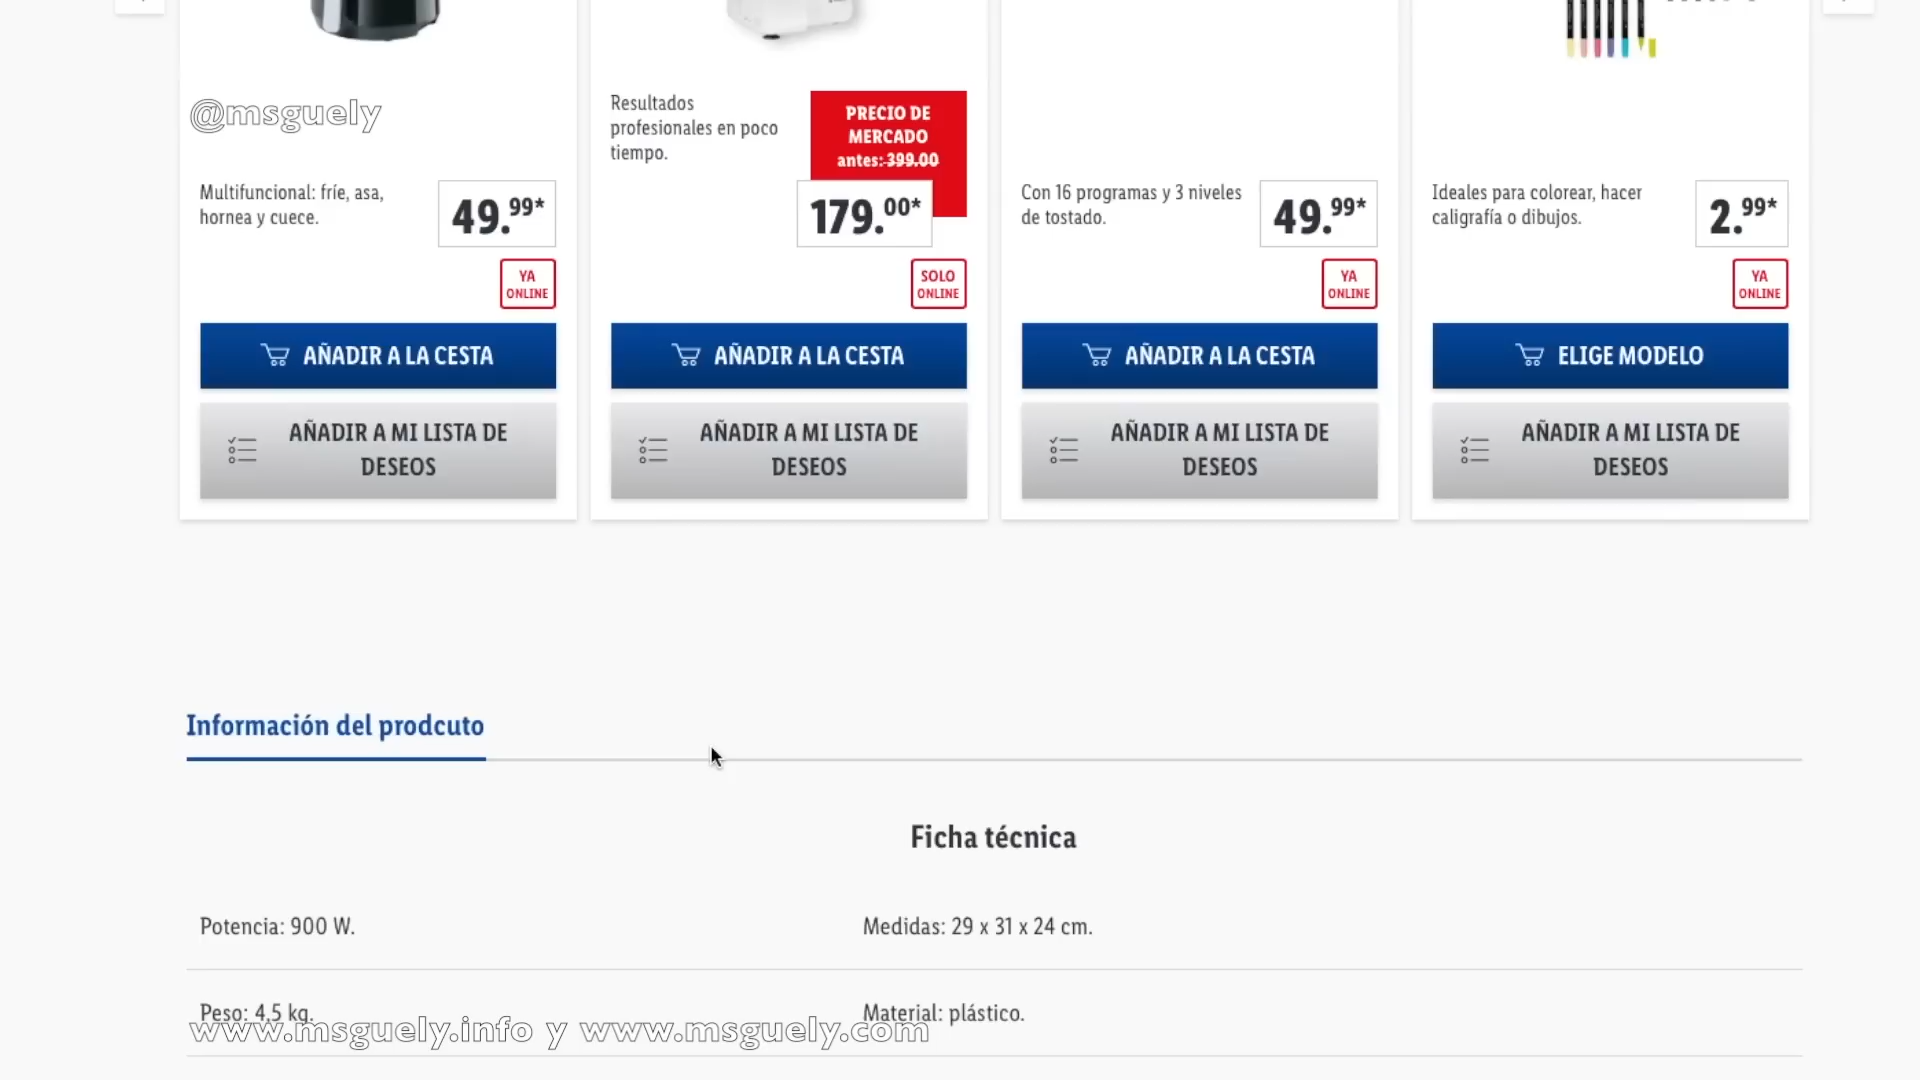 @msguely
Multifuncional: fríe, asa,
hornea y cuece.
49.99*
YA
ONLINE
AÑADIR A LA CESTA
AÑADIR A MI LISTA DE
DESEOS
Resultados
profesionales en poco
tiempo.
PRECIO DE
MERCADO
antes: 399.00
179.00*
SOLO
ONLINE
AÑADIR A LA CESTA
AÑADIR A MI LISTA DE
DESEOS
Con 16 programas y 3 niveles
de tostado.
49.99*
YA
ONLINE
AÑADIR A LA CESTA
AÑADIR A MI LISTA DE
DESEOS
Ideales para colorear, hacer
caligrafía o dibujos.
2.99*
YA
ONLINE
ELIGE MODELO
AÑADIR A MI LISTA DE
DESEOS
Información del prodcuto
Ficha técnica
Potencia: 900 W.
Medidas: 29 x 31 x 24 cm.
Peso: 4,5 kg.
Material: plástico.
www.msguely.info y www.msguely.com